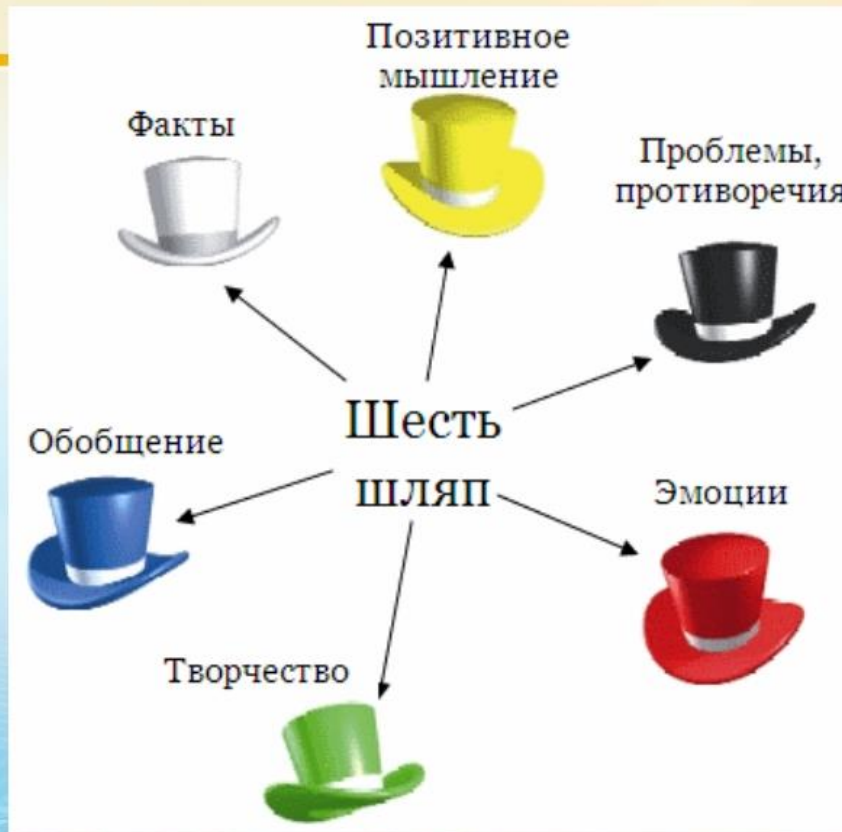 Позитивное
мышление
Факты
Проблемы,
противоречия
Шесть
шляп
Обобщение
Эмоции
Творчество